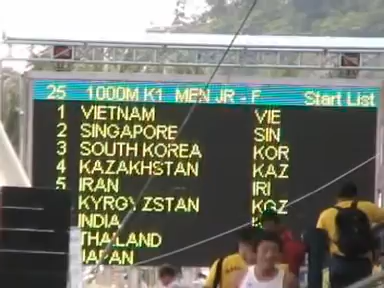 25 1000M K1 MEN JR - F Start List
1 VIETNAM VIE
2 SINGAPORE SIN
3 SOUTH KOREA KOR
4 KAZAKHSTAN KAZ
5 IRAN IRI
KYRGYZSTAN KGZ
INDIA
THAILAND
JAPAN